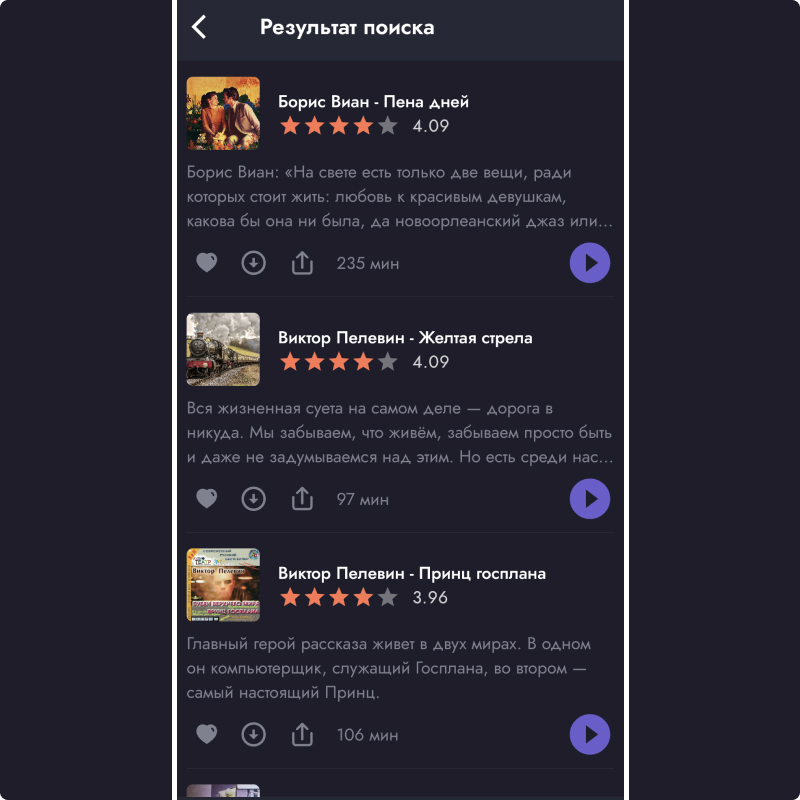 Результат поиска
Борис Виан - Пена дней
4.09
Борис Виан: «На свете есть только две вещи, ради
которых стоит жить: любовь к красивым девушкам,
какова бы она ни была, да новоорлеанский джаз или...
235 мин
Виктор Пелевин - Желтая стрела
4.09
Вся жизненная суета на самом деле — дорога в
никуда. Мы забываем, что живём, забываем просто быть
и даже не задумываемся над этим. Но есть среди нас...
97 мин
Виктор Пелевин
Виктор Пелевин - Принц госплана
3.96
Главный герой рассказа живет в двух мирах. В одном
он компьютерщик, служащий Госплана, во втором —
самый настоящий Принц.
106 мин